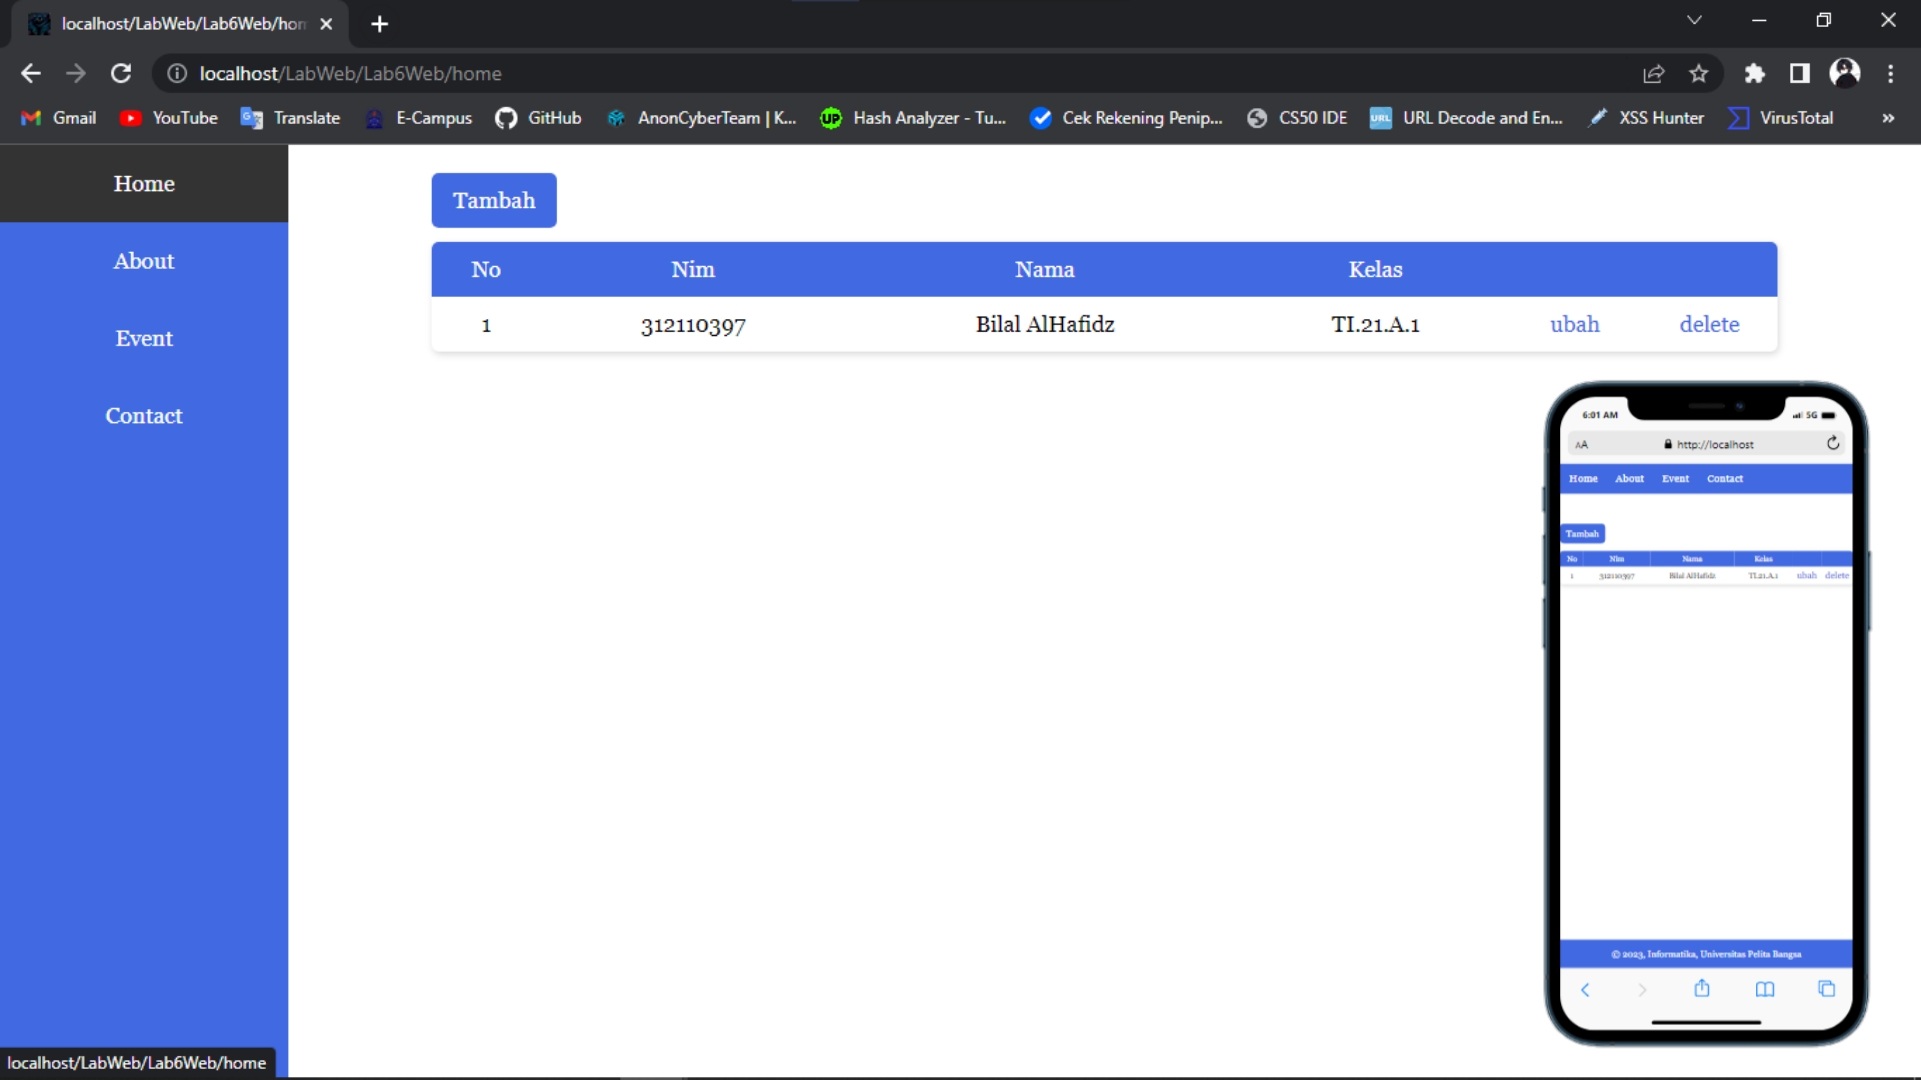 localhost/LabWeb/Lab6Web/hom
localhost/LabWeb/Lab6Web/home
Gmail YouTube Translate E-Campus GitHub AnonCyberTeam | K... Hash Analyzer - Tu... Cek Rekening Penip... CS50 IDE URL Decode and En... XSS Hunter VirusTotal »
Home
About
Event
Contact
Tambah
No Nim Nama Kelas
1 312110397 Bilal AlHafidz TI.21.A.1 ubah delete
6:01 AM 5G
AA http://localhost
Home About Event Contact
Tambah
No Nim Nama Kelas
1 312110397 Bilal AlHafidz TI.21.A.1 ubah delete
© 2023, Informatika, Universitas Pelita Bangsa
localhost/LabWeb/Lab6Web/home